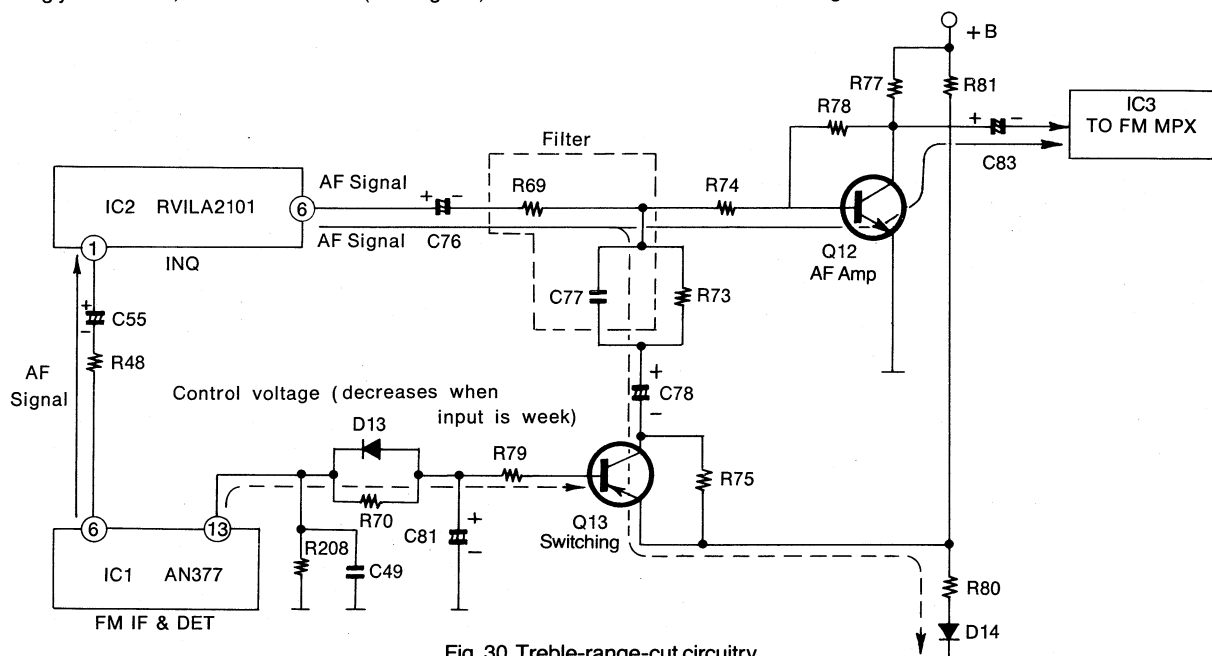 +B
R77
R81
R78
IC3
TO FM MPX
+ −
C83
Filter
AF Signal
R69
R74
IC2 RVILA2101
6
+ −
AF Signal
C76
Q12
AF Amp
1
INQ
C77
R73
+
C55
−
R48
AF
Signal
Control voltage (decreases when
input is week)
+
C78
−
D13
R79
R75
R70
Q13
Switching
+
C81
−
6
13
R208
C49
IC1 AN377
R80
FM IF & DET
D14
Fig. 30 Treble-range-cut circuitry